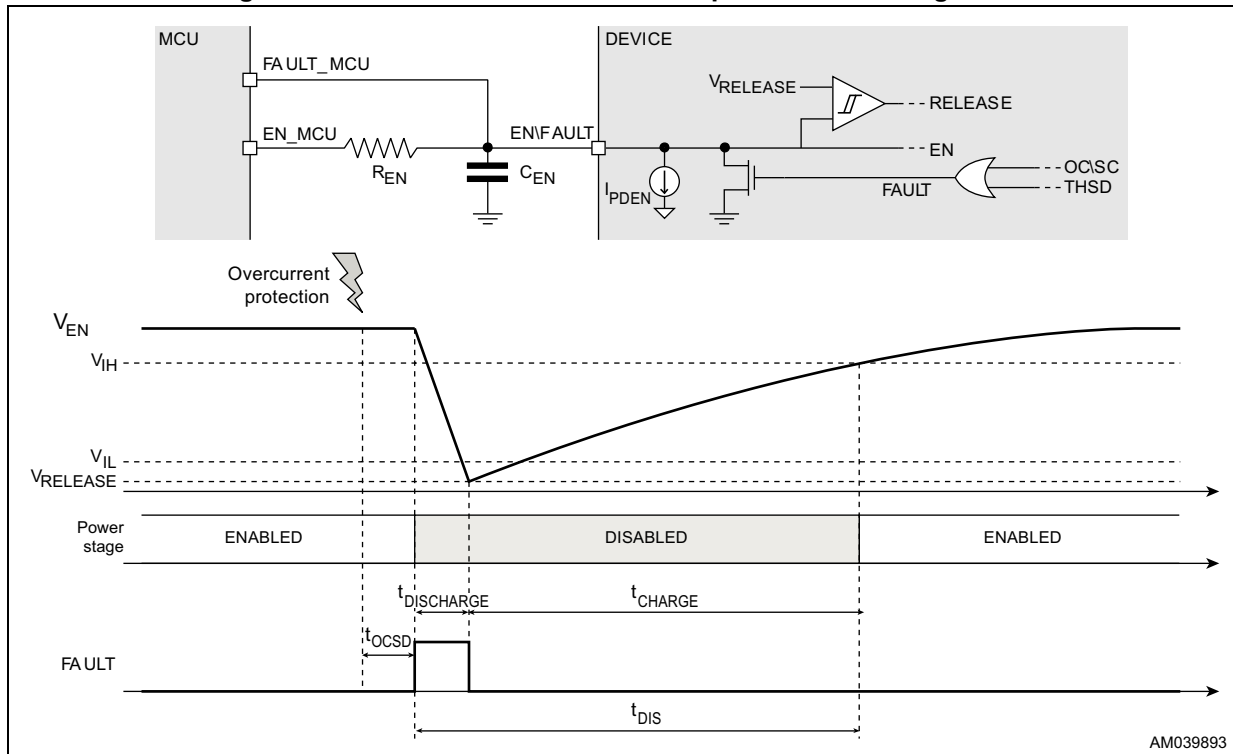 MCU
DEVICE
FAULT_MCU
VRELEASE
RELEASE
EN_MCU
EN\FAULT
EN
REN
CEN
IPDEN
FAULT
OC\SC
THSD
Overcurrent
protection
VEN
VIH
VIL
VRELEASE
Power
stage
ENABLED
DISABLED
ENABLED
tDISCHARGE
tCHARGE
tOCSD
FAULT
tDIS
AM039893